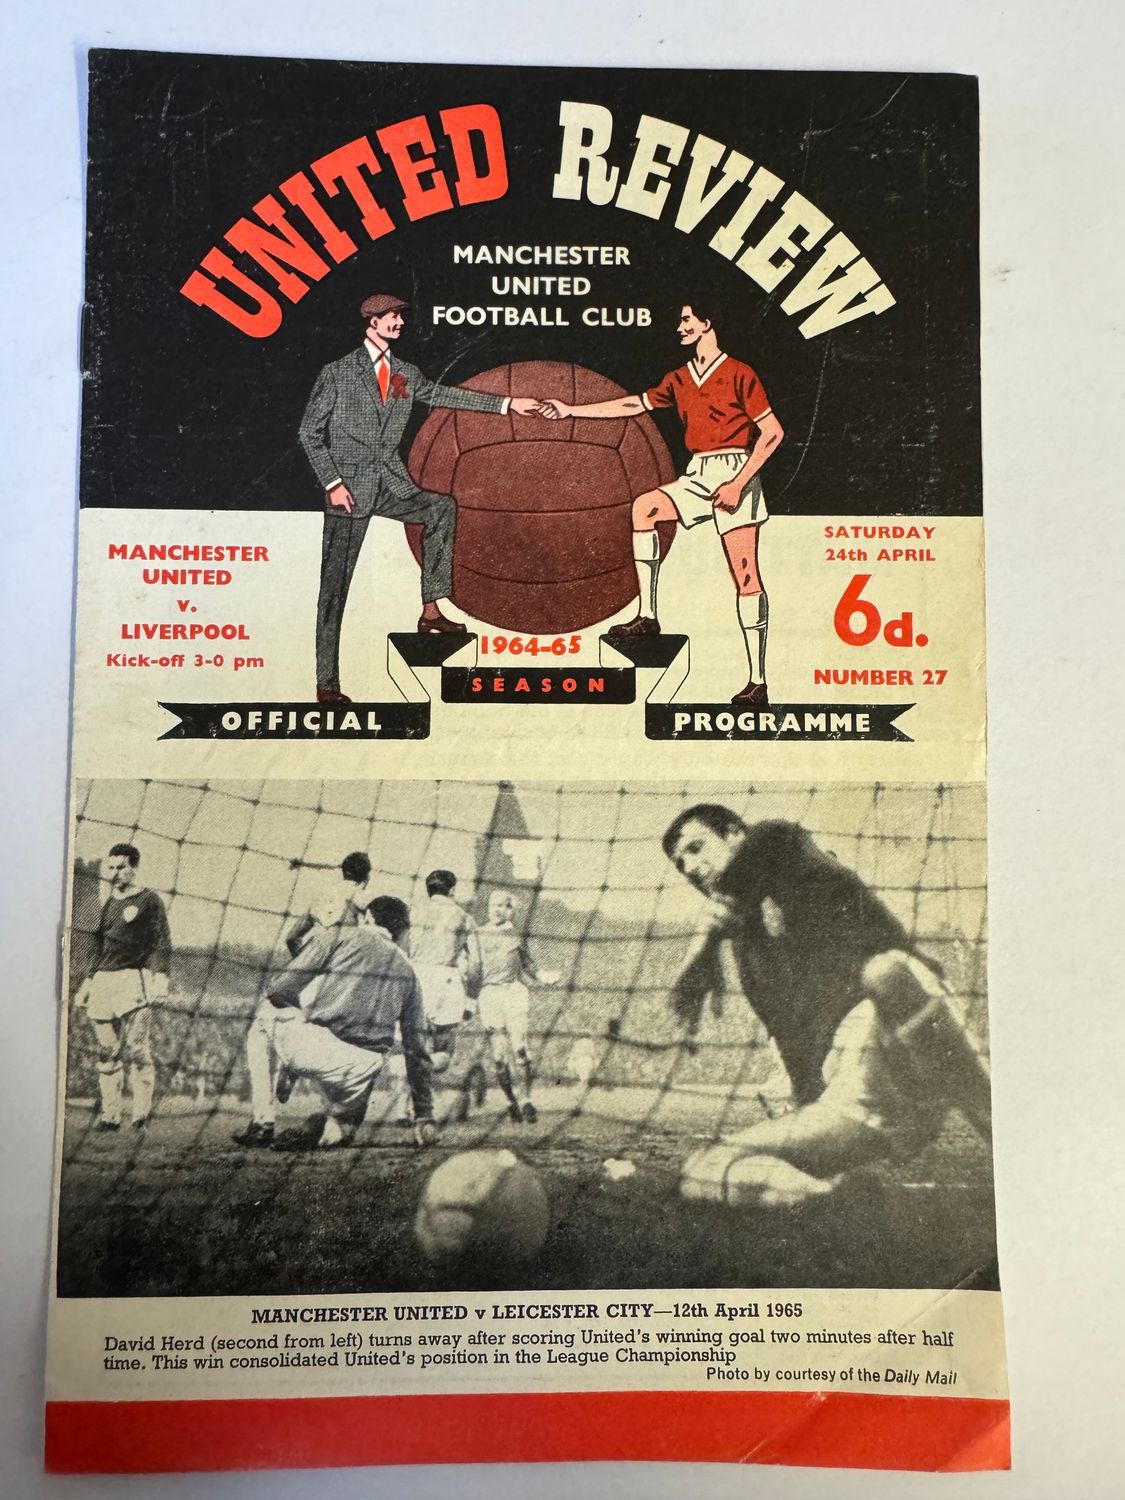 UNITED REVIEW
MANCHESTER
UNITED
FOOTBALL CLUB
MANCHESTER
UNITED
v.
LIVERPOOL
Kick-off 3-0 pm
SATURDAY
24th APRIL
6d.
NUMBER 27
1964-65
SEASON
OFFICIAL
PROGRAMME
MANCHESTER UNITED v LEICESTER CITY—12th April 1965
David Herd (second from left) turns away after scoring United's winning goal two minutes after half
time. This win consolidated United's position in the League Championship
Photo by courtesy of the Daily Mail